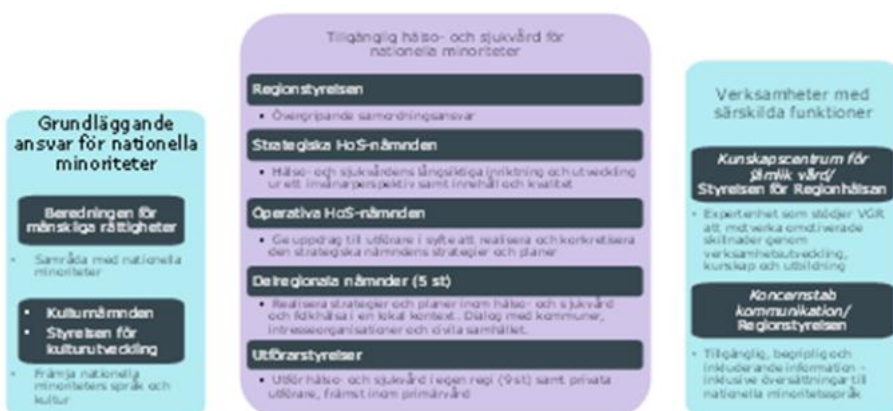 Grundläggande
ansvar för nationella
minoriteter
Beredningen för
mänskliga rättigheter
• Samråda med nationella
minoriteter
• Kulturnämnden
• Styrelsen för
kulturutveckling
• Främja nationella
minoriteters språk och
kultur
Tillgänglig hälso- och sjukvård för
nationella minoriteter
Regionstyrelsen
• Övergripande samordningsansvar
Strategiska HoS-nämnden
• Hälso- och sjukvårdens långsiktiga inriktning och utveckling
ur ett invånarperspektiv samt innehåll och kvalitet
Operativa HoS-nämnden
• Ge uppdrag till utförare i syfte att realisera och konkretisera
den strategiska nämndens strategier och planer
Delregionala nämnder (5 st)
• Realisera strategier och planer inom hälso- och sjukvård
och folkhälsa i en lokal kontext. Dialog med kommuner,
intresseorganisationer och civila samhället.
Utförarstyrelser
• Utför hälso- och sjukvård i egen regi (9 st) samt privata
utförare, främst inom primärvård
Verksamheter med
särskilda funktioner
Kunskapscentrum för
jämlik vård/
Styrelsen för Regionhälsan
• Expertenhet som stödjer VGR
att motverka omotiverade
skillnader genom
verksamhetsutveckling,
kunskap och utbildning
Koncernstab
kommunikation/
Regionstyrelsen
• Tillgänglig, begriplig och
inkluderande information -
inklusive översättningar till
nationella minoritetsspråk